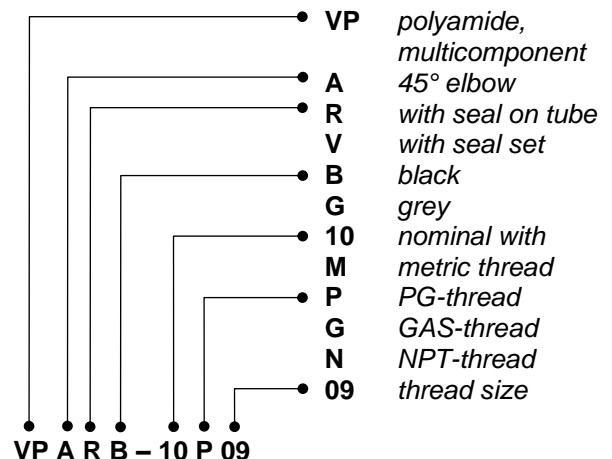 VP polyamide,
multicomponent
A 45° elbow
R with seal on tube
V with seal set
B black
G grey
10 nominal with
M metric thread
P PG-thread
G GAS-thread
N NPT-thread
09 thread size
VP A R B – 10 P 09